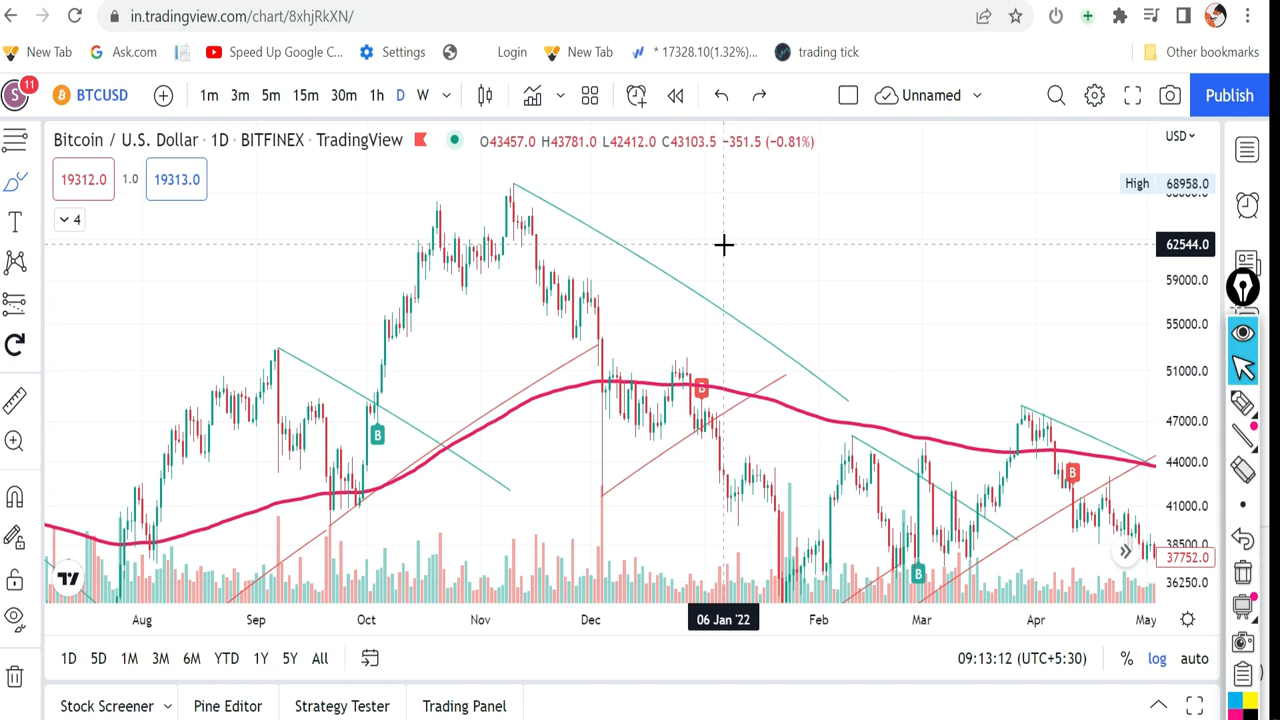 in.tradingview.com/chart/8xhjRkXN/
New Tab Ask.com Speed Up Google C... Settings Login New Tab * 17328.10(1.32%)... trading tick Other bookmarks
S 11 BTCUSD 1m 3m 5m 15m 30m 1h D W Unnamed Publish
Bitcoin / U.S. Dollar · 1D · BITFINEX · TradingView O43457.0 H43781.0 L42412.0 C43103.5 −351.5 (−0.81%) USD
19312.0 1.0 19313.0
High 68958.0
4
T
62544.0
59000.0
55000.0
51000.0
B
47000.0
B
44000.0
B
41000.0
38500.0
37752.0
B
36250.0
Aug Sep Oct Nov Dec 06 Jan '22 Feb Mar Apr May
1D 5D 1M 3M 6M YTD 1Y 5Y All 09:13:12 (UTC+5:30) % log auto
Stock Screener Pine Editor Strategy Tester Trading Panel